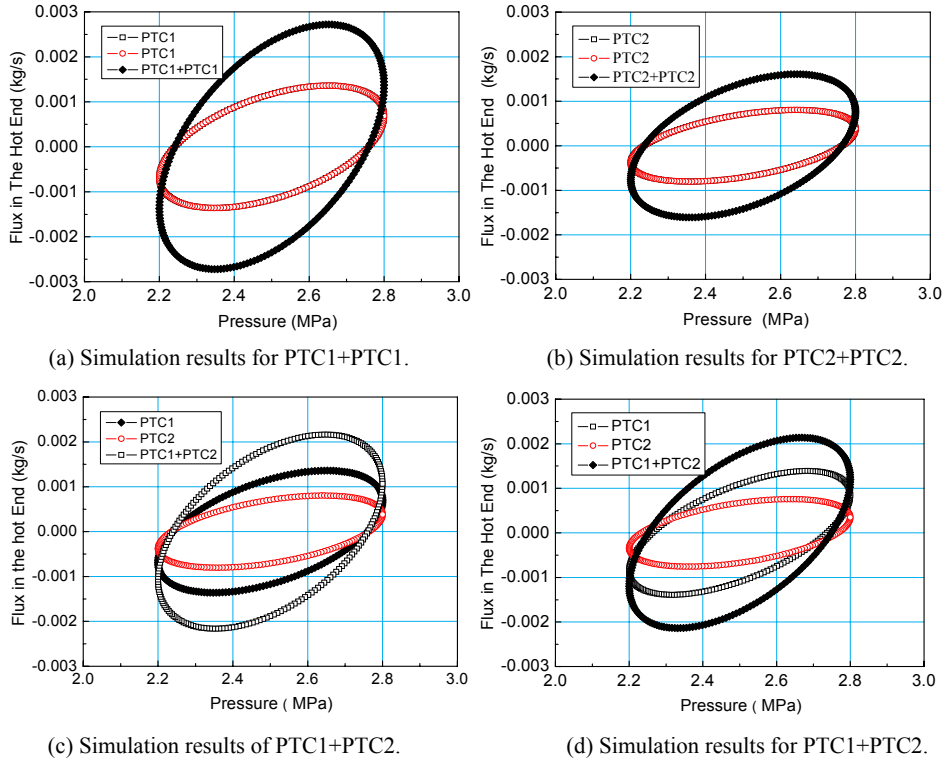 0.003
0.002
0.001
0.000
-0.001
-0.002
-0.003
Flux in The Hot End (kg/s)
PTC1
PTC1
PTC1+PTC1
2.0 2.2 2.4 2.6 2.8 3.0
Pressure (MPa)
(a) Simulation results for PTC1+PTC1.
0.003
0.002
0.001
0.000
-0.001
-0.002
-0.003
Flux in The Hot End (kg/s)
PTC2
PTC2
PTC2+PTC2
2.0 2.2 2.4 2.6 2.8 3.0
Pressure (MPa)
(b) Simulation results for PTC2+PTC2.
0.003
0.002
0.001
0.000
-0.001
-0.002
-0.003
Flux in the hot End (kg/s)
PTC1
PTC2
PTC1+PTC2
2.0 2.2 2.4 2.6 2.8 3.0
Pressure ( MPa)
(c) Simulation results of PTC1+PTC2.
0.003
0.002
0.001
0.000
-0.001
-0.002
-0.003
Flux in The Hot End (kg/s)
PTC1
PTC2
PTC1+PTC2
2.0 2.2 2.4 2.6 2.8 3.0
Pressure ( MPa)
(d) Simulation results for PTC1+PTC2.